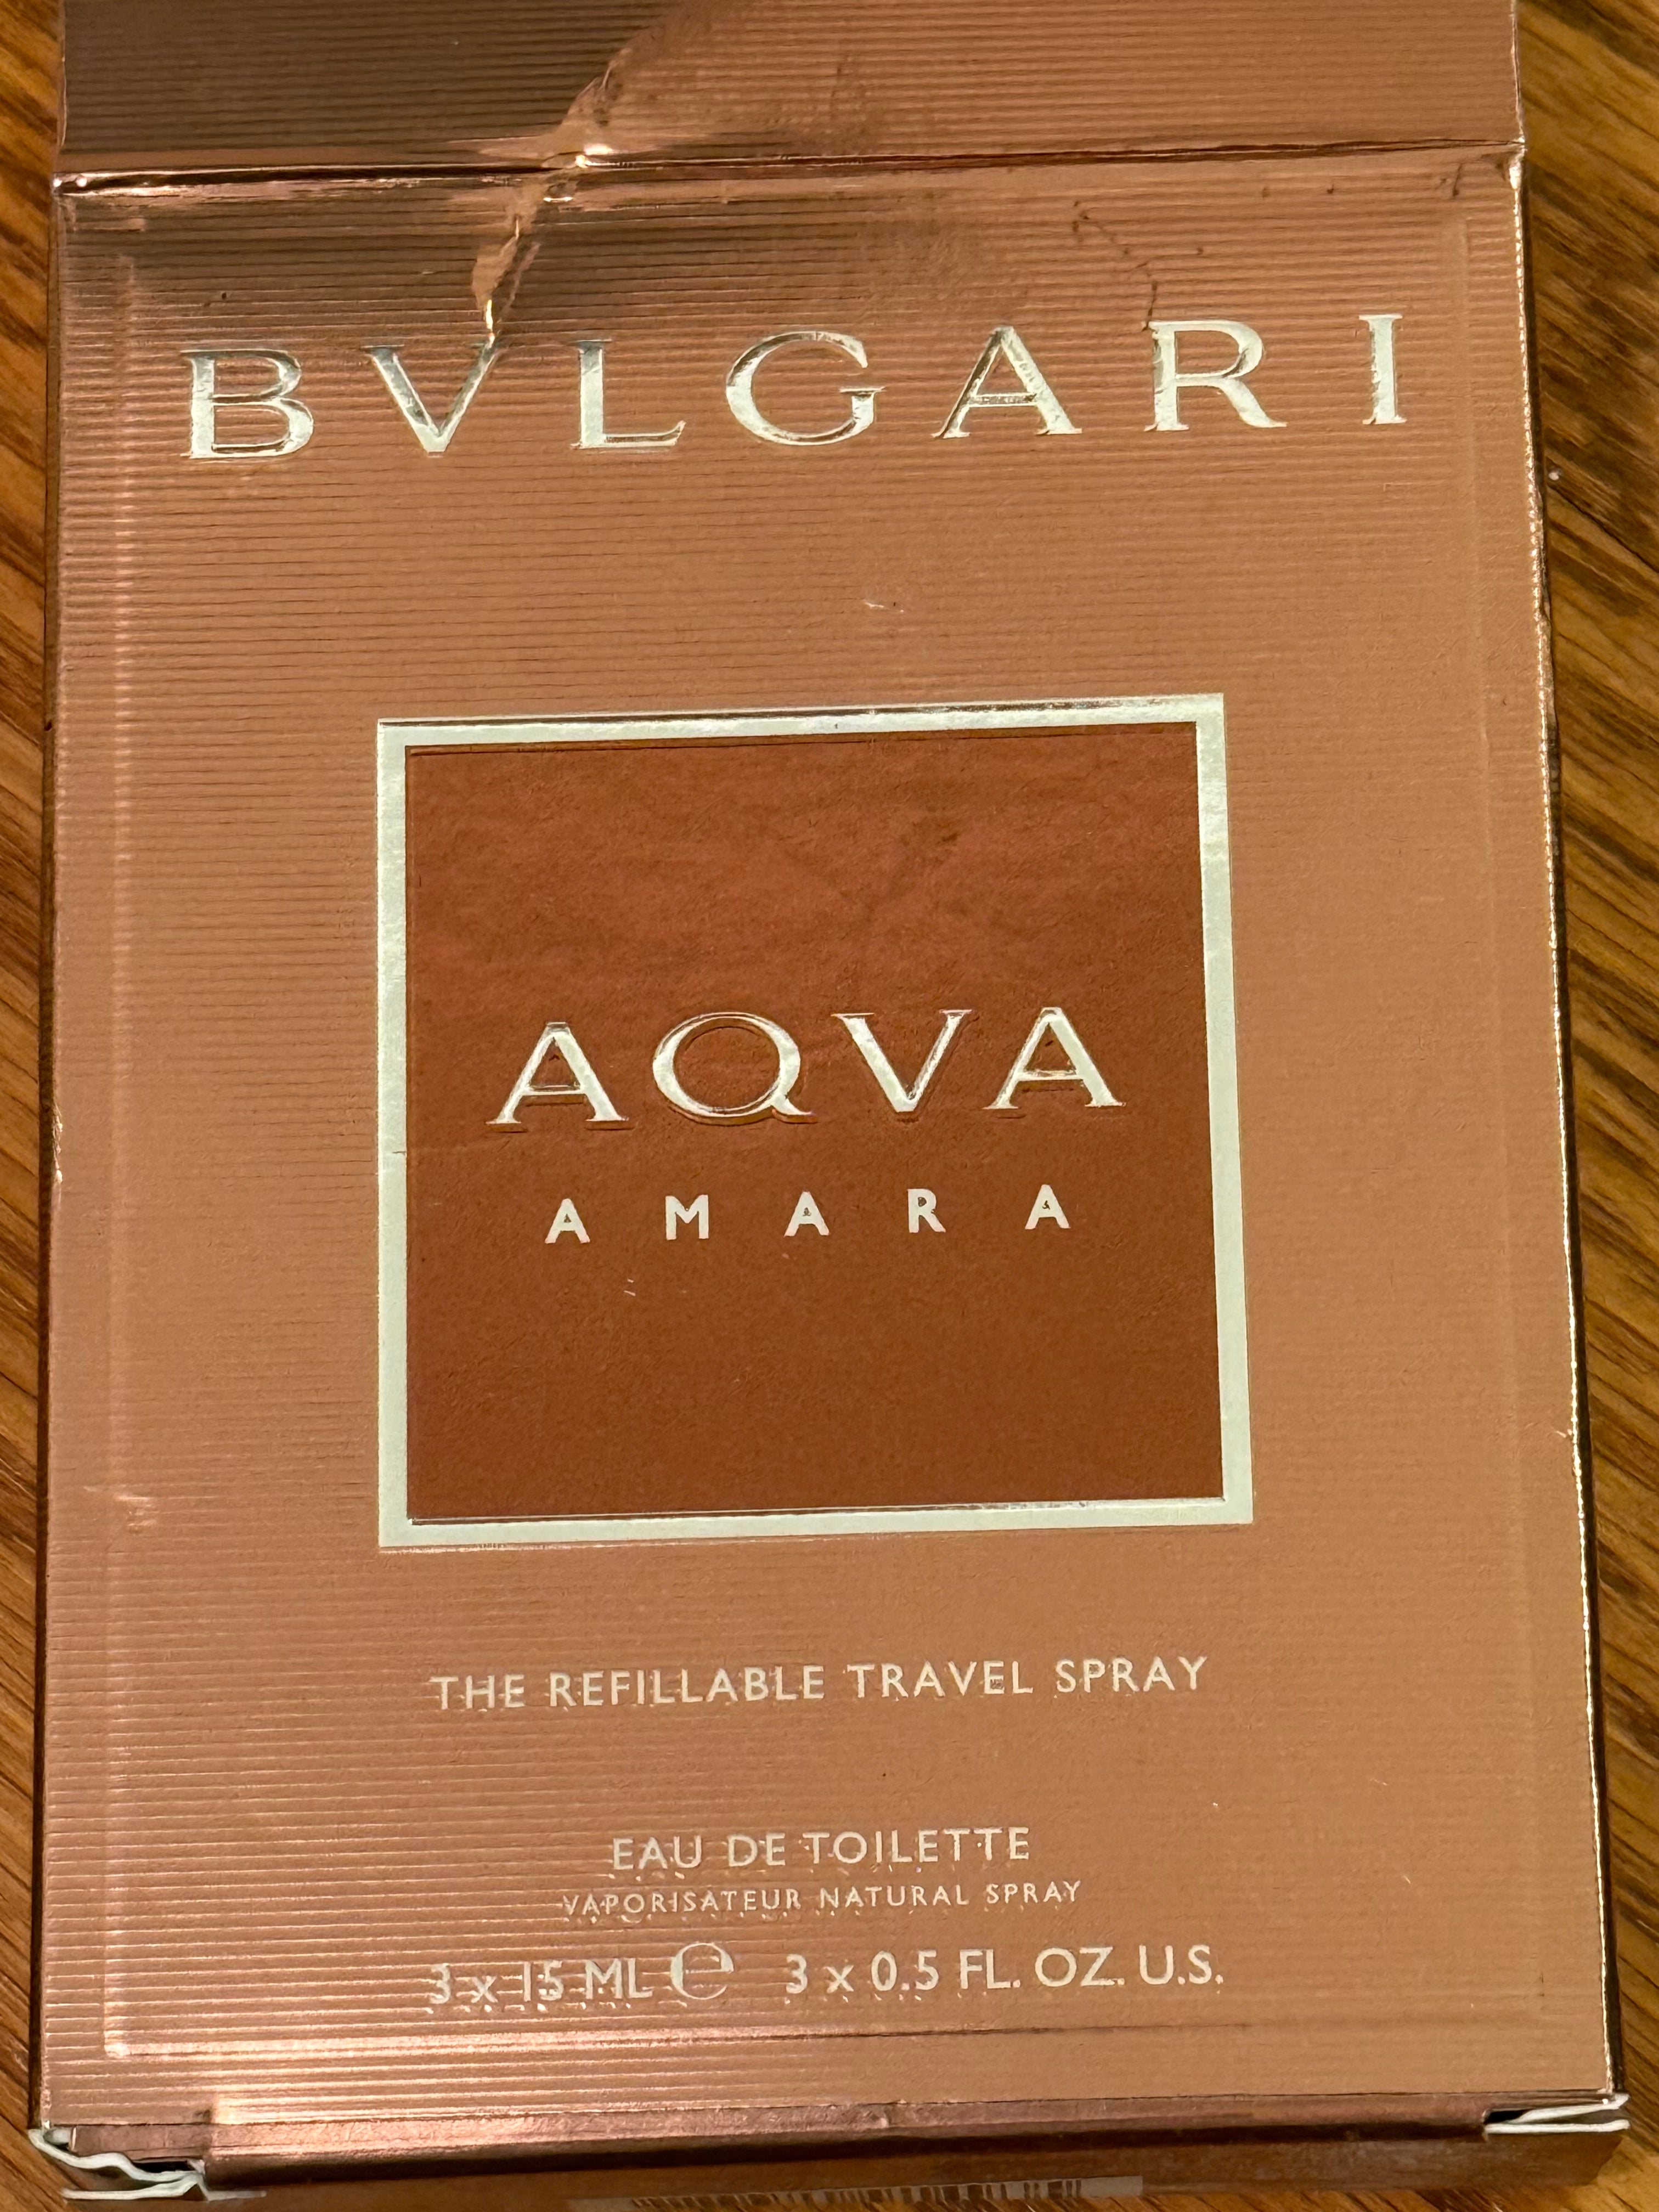 BVLGARI
AQVA
AMARA
THE REFILLABLE TRAVEL SPRAY
EAU DE TOILETTE
VAPORISATEUR NATURAL SPRAY
3 x 15 ML ℮ 3 x 0.5 FL. OZ. U.S.